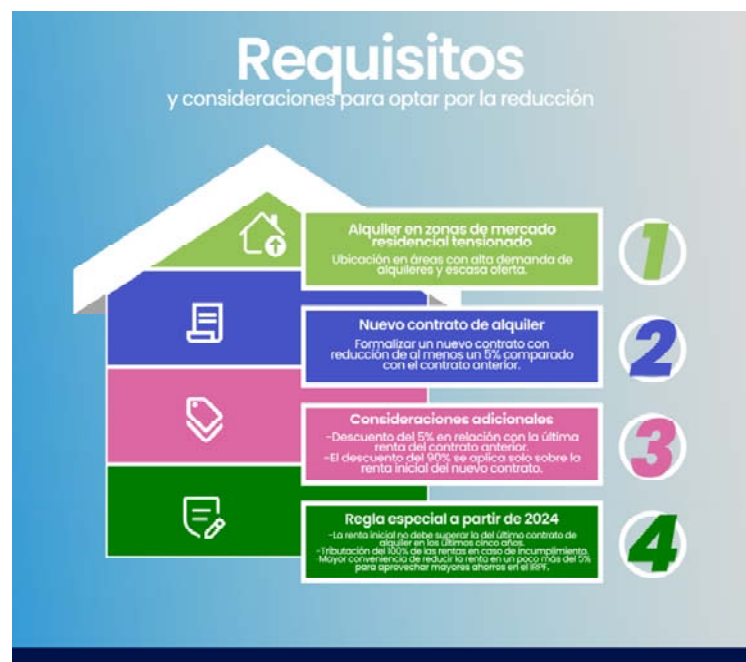 Requisitos
y consideraciones para optar por la reducción
Alquiler en zonas de mercado
residencial tensionado
Ubicación en áreas con alta demanda de
alquileres y escasa oferta.
1
Nuevo contrato de alquiler
Formalizar un nuevo contrato con
reducción de al menos un 5% comparado
con el contrato anterior.
2
Consideraciones adicionales
-Descuento del 5% en relación con la última
renta del contrato anterior.
-El descuento del 90% se aplica solo sobre la
renta inicial del nuevo contrato.
3
Regla especial a partir de 2024
-La renta inicial no debe superar la del último contrato de
alquiler en los últimos cinco años.
-Tributación del 100% de las rentas en caso de incumplimiento.
-Mayor conveniencia de reducir la renta en un poco más del 5%
para aprovechar mayores ahorros en el IRPF.
4